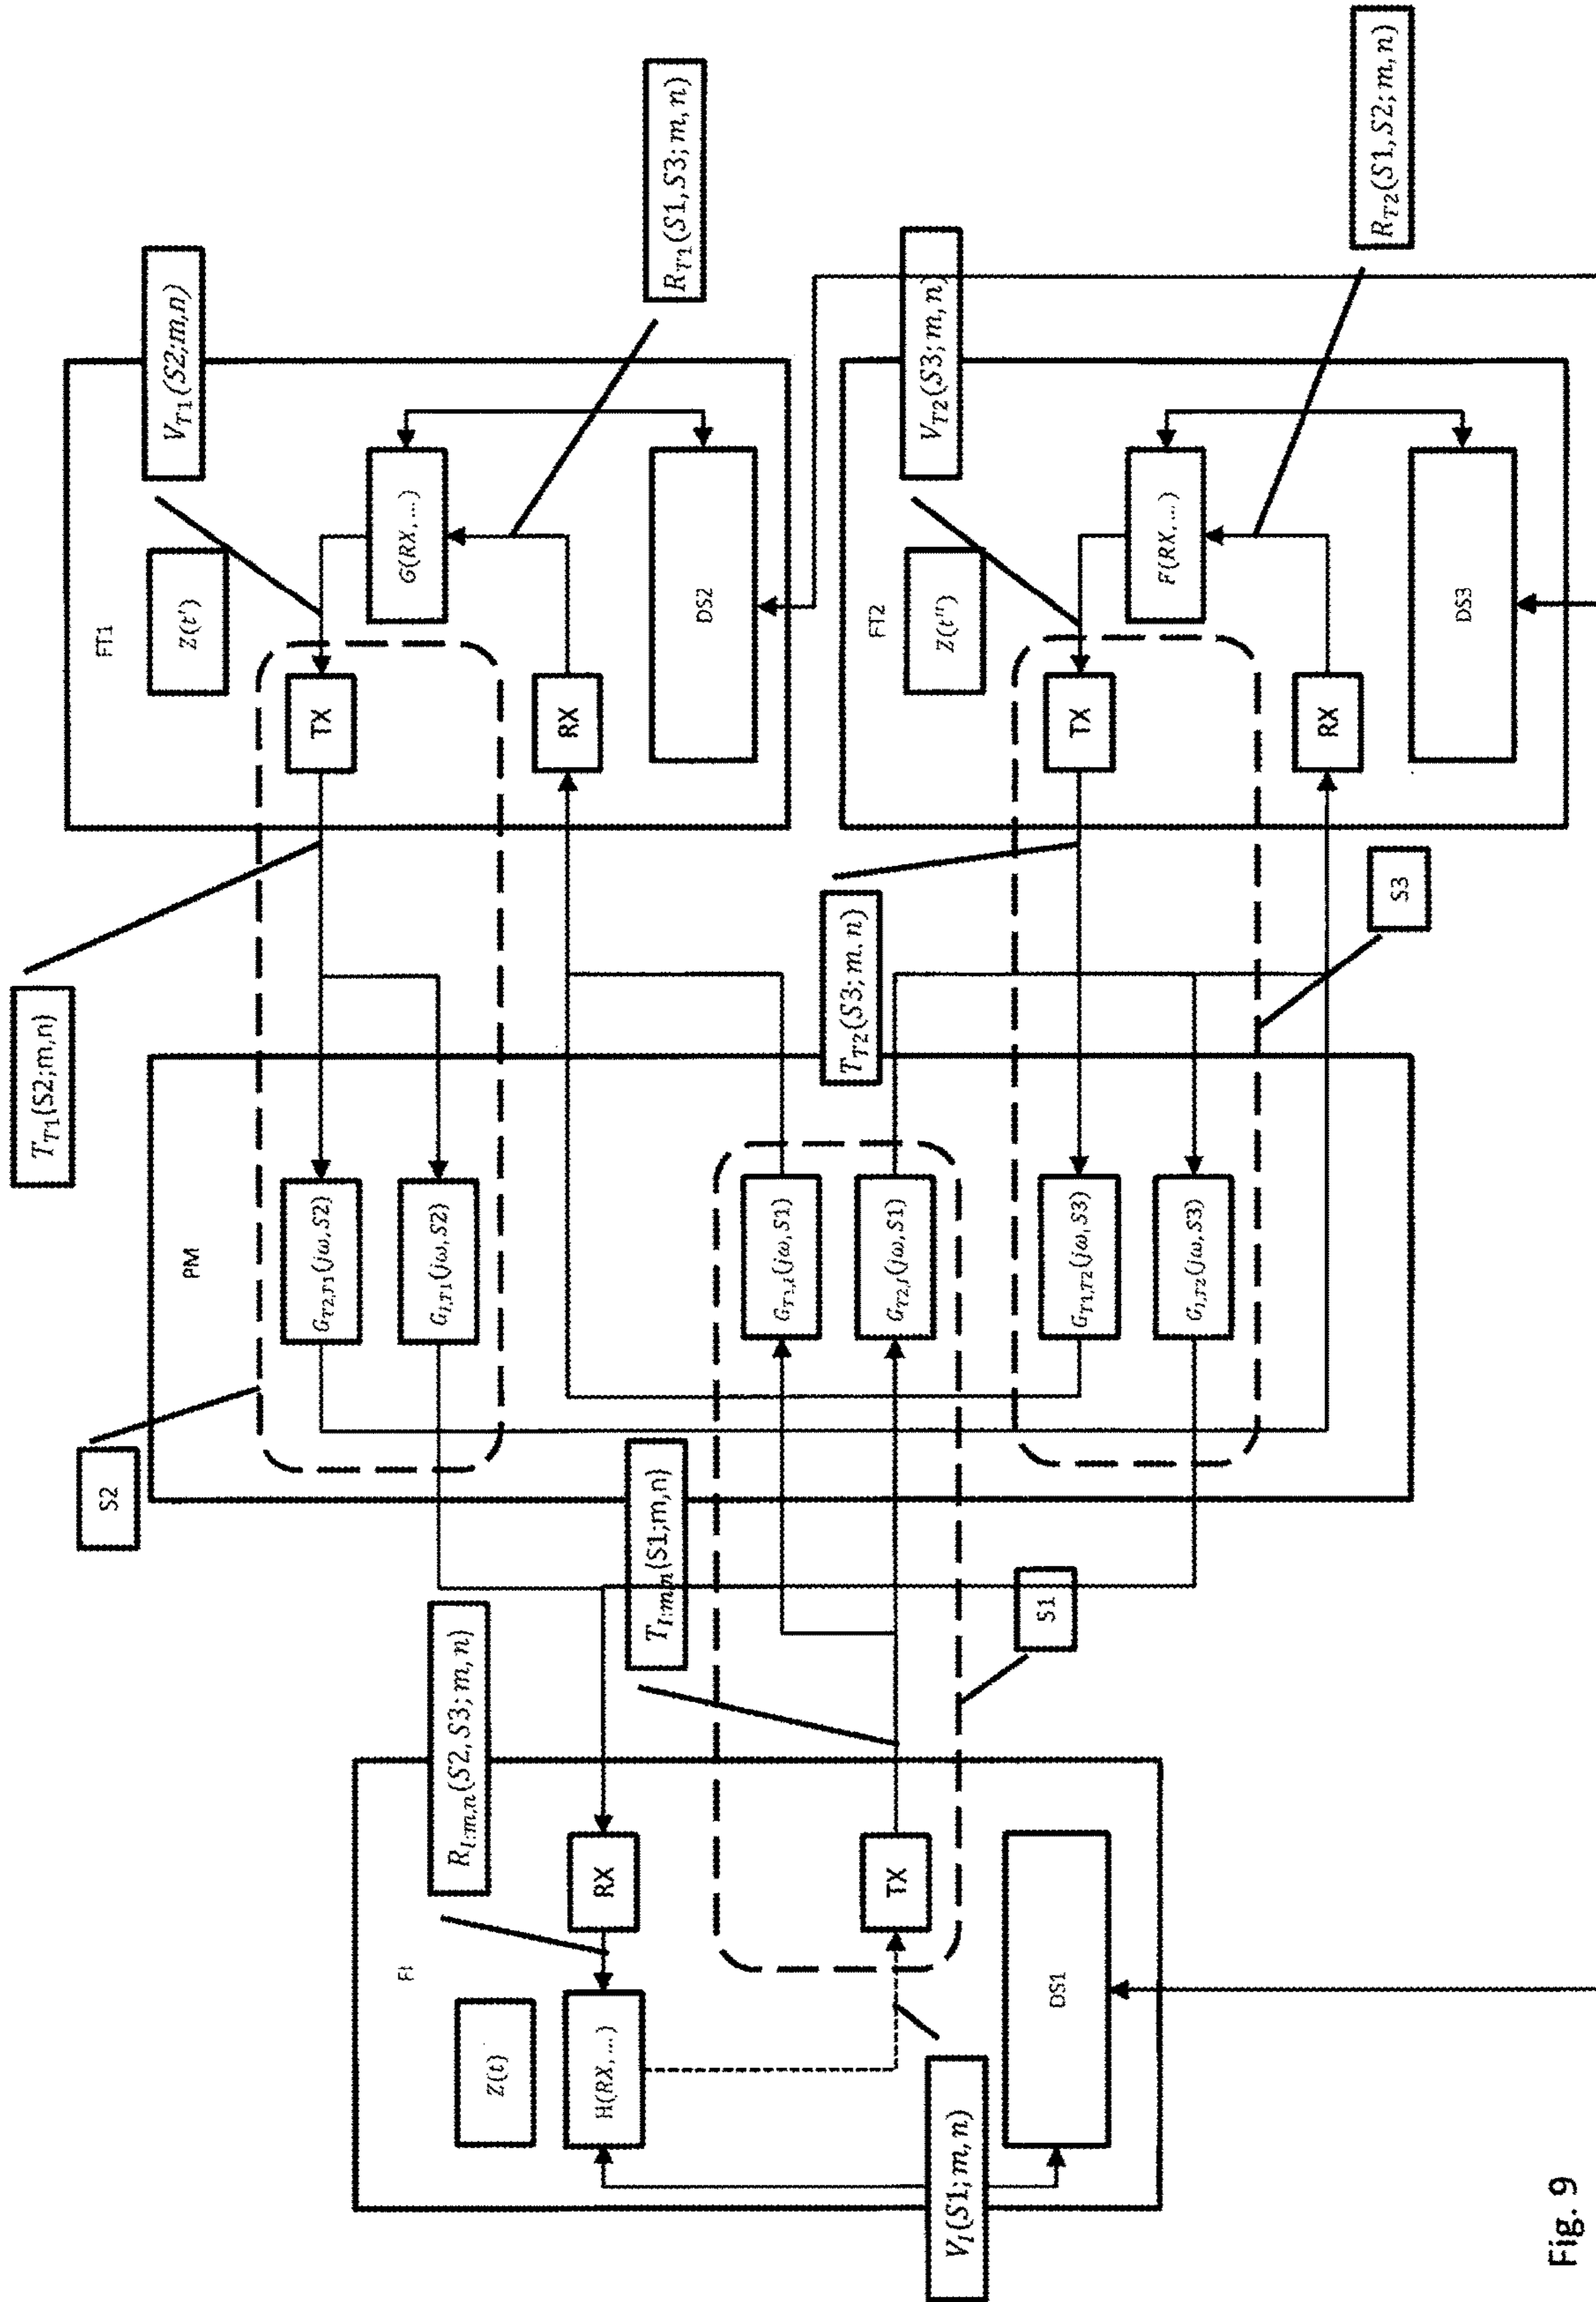 FI
Z(t)
H(RX, ...)
RX
TX
DS1
V_I(S1; m, n)
R_{I:m,n}(S2, S3; m, n)
T_{I:m,n}(S1;m,n)
S1
S2
PM
G_{T2,T1}(jω, S2)
G_{I,T1}(jω, S2)
G_{T1,I}(jω, S1)
G_{T2,I}(jω, S1)
G_{T1,T2}(jω, S3)
G_{I,T2}(jω, S3)
T_{T1}(S2;m,n)
T_{T2}(S3; m, n)
S3
FT1
Z(t')
TX
RX
G(RX, ...)
DS2
V_{T1}(S2;m,n)
R_{T1}(S1, S3; m, n)
FT2
Z(t'')
TX
RX
F(RX, ...)
DS3
V_{T2}(S3; m, n)
R_{T2}(S1, S2; m, n)
Fig. 9